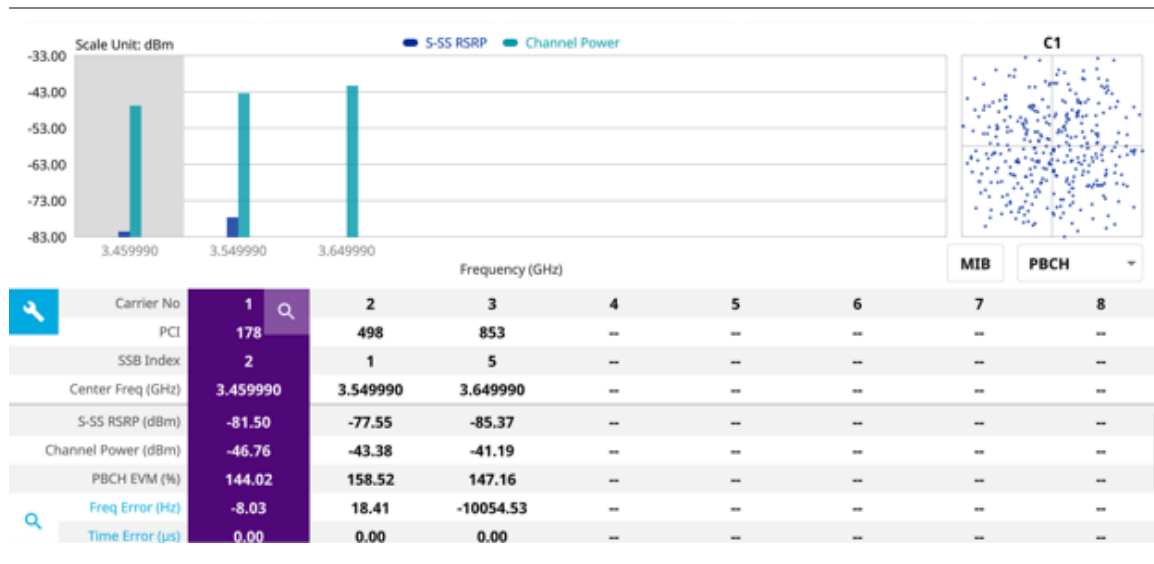 Scale Unit: dBm
S-SS RSRP Channel Power
C1
-33.00
-43.00
-53.00
-63.00
-73.00
-83.00
3.459990 3.549990 3.649990
Frequency (GHz)
MIB PBCH
Carrier No 1 2 3 4 5 6 7 8
PCI 178 498 853 -- -- -- -- --
SSB Index 2 1 5 -- -- -- -- --
Center Freq (GHz) 3.459990 3.549990 3.649990 -- -- -- -- --
S-SS RSRP (dBm) -81.50 -77.55 -85.37 -- -- -- -- --
Channel Power (dBm) -46.76 -43.38 -41.19 -- -- -- -- --
PBCH EVM (%) 144.02 158.52 147.16 -- -- -- -- --
Freq Error (Hz) -8.03 18.41 -10054.53 -- -- -- -- --
Time Error (µs) 0.00 0.00 0.00 -- -- -- -- --